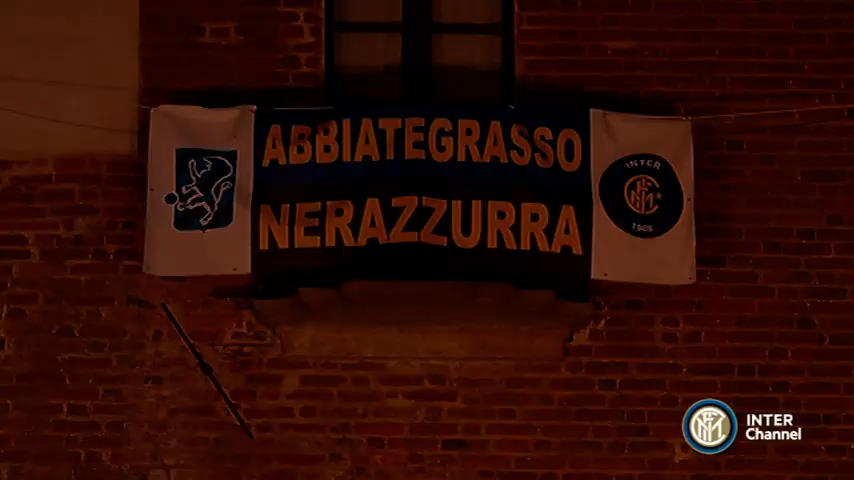 ABBIATEGRASSO
NERAZZURRA
INTER
1908
INTER
Channel